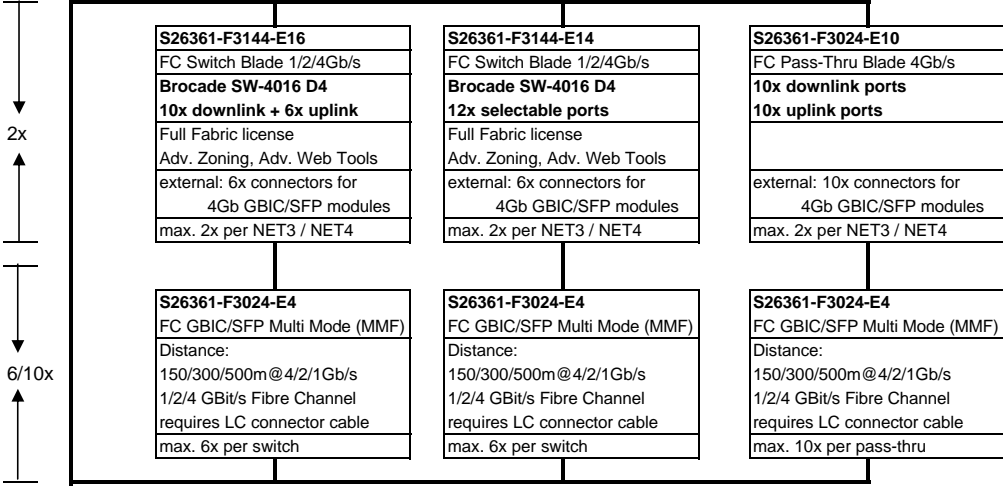 2x
S26361-F3144-E16
FC Switch Blade 1/2/4Gb/s
Brocade SW-4016 D4
10x downlink + 6x uplink
Full Fabric license
Adv. Zoning, Adv. Web Tools
external: 6x connectors for
4Gb GBIC/SFP modules
max. 2x per NET3 / NET4
S26361-F3144-E14
FC Switch Blade 1/2/4Gb/s
Brocade SW-4016 D4
12x selectable ports
Full Fabric license
Adv. Zoning, Adv. Web Tools
external: 6x connectors for
4Gb GBIC/SFP modules
max. 2x per NET3 / NET4
S26361-F3024-E10
FC Pass-Thru Blade 4Gb/s
10x downlink ports
10x uplink ports
external: 10x connectors for
4Gb GBIC/SFP modules
max. 2x per NET3 / NET4
6/10x
S26361-F3024-E4
FC GBIC/SFP Multi Mode (MMF)
Distance:
150/300/500m@4/2/1Gb/s
1/2/4 GBit/s Fibre Channel
requires LC connector cable
max. 6x per switch
S26361-F3024-E4
FC GBIC/SFP Multi Mode (MMF)
Distance:
150/300/500m@4/2/1Gb/s
1/2/4 GBit/s Fibre Channel
requires LC connector cable
max. 6x per switch
S26361-F3024-E4
FC GBIC/SFP Multi Mode (MMF)
Distance:
150/300/500m@4/2/1Gb/s
1/2/4 GBit/s Fibre Channel
requires LC connector cable
max. 10x per pass-thru